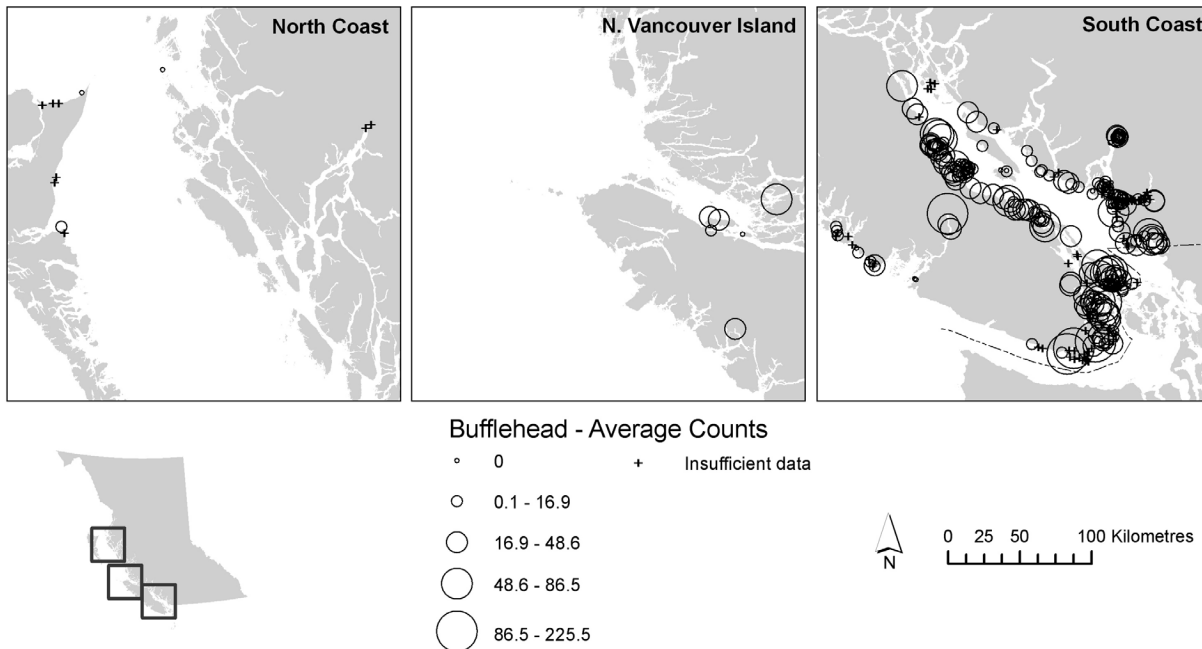 North Coast
N. Vancouver Island
South Coast
Bufflehead - Average Counts
0
Insufficient data
0.1 - 16.9
16.9 - 48.6
48.6 - 86.5
86.5 - 225.5
N
0 25 50 100 Kilometres